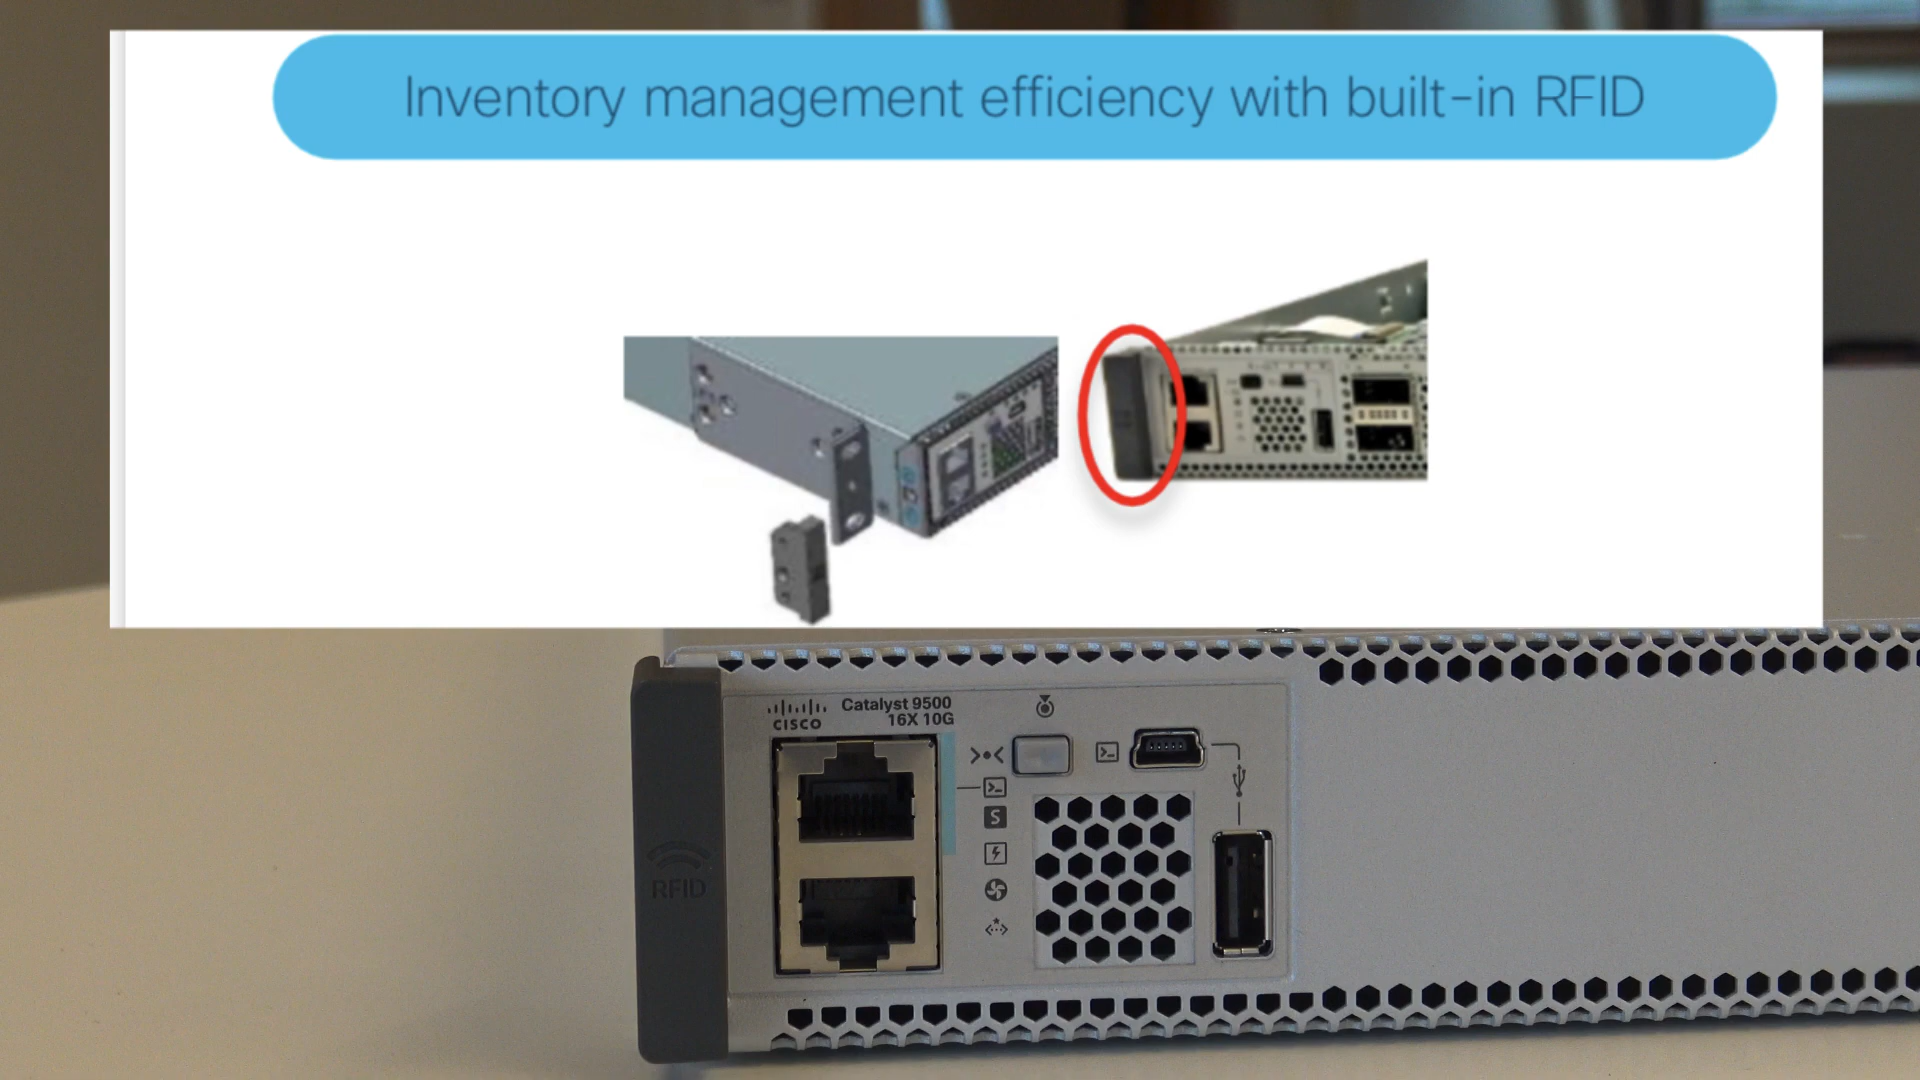 Inventory management efficiency with built-in RFID
CISCO
Catalyst 9500
16X 10G
S
RFID